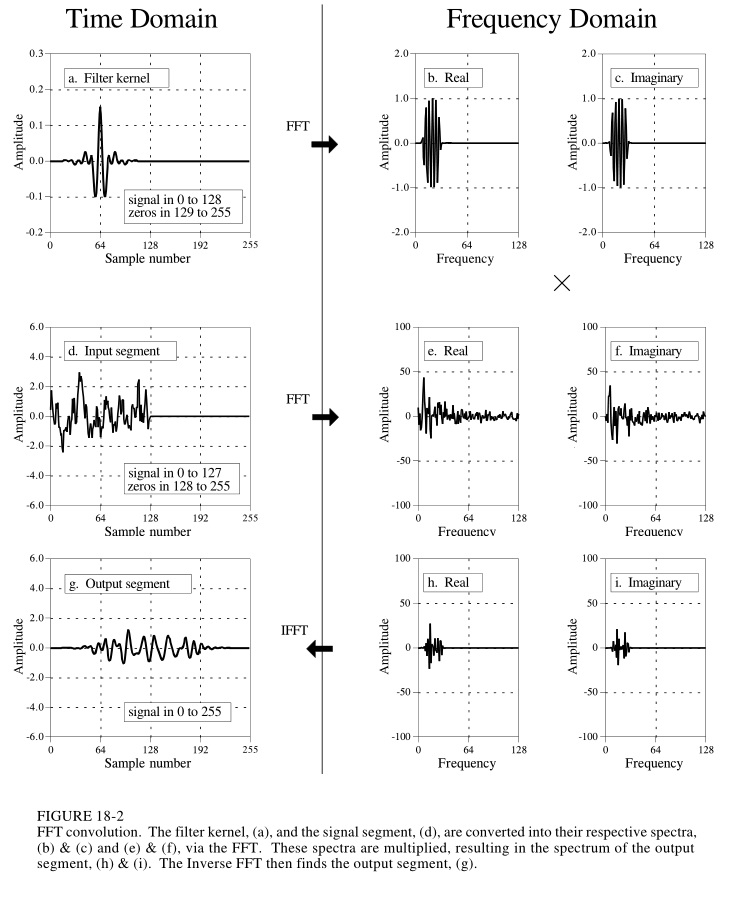 Time Domain
Frequency Domain
0.3
0.2
0.1
0.0
-0.1
-0.2
Amplitude
a. Filter kernel
signal in 0 to 128
zeros in 129 to 255
0 64 128 192 255
Sample number
FFT
2.0
1.0
0.0
-1.0
-2.0
Amplitude
b. Real
0 64 128
Frequency
2.0
1.0
0.0
-1.0
-2.0
Amplitude
c. Imaginary
0 64 128
Frequency
×
6.0
4.0
2.0
0.0
-2.0
-4.0
-6.0
Amplitude
d. Input segment
signal in 0 to 127
zeros in 128 to 255
0 64 128 192 255
Sample number
FFT
100
50
0
-50
-100
Amplitude
e. Real
0 64 128
Frequency
100
50
0
-50
-100
Amplitude
f. Imaginary
0 64 128
Frequency
6.0
4.0
2.0
0.0
-2.0
-4.0
-6.0
Amplitude
g. Output segment
signal in 0 to 255
0 64 128 192 255
Sample number
IFFT
100
50
0
-50
-100
Amplitude
h. Real
0 64 128
Frequency
100
50
0
-50
-100
Amplitude
i. Imaginary
0 64 128
Frequency
FIGURE 18-2
FFT convolution. The filter kernel, (a), and the signal segment, (d), are converted into their respective spectra,
(b) & (c) and (e) & (f), via the FFT. These spectra are multiplied, resulting in the spectrum of the output
segment, (h) & (i). The Inverse FFT then finds the output segment, (g).